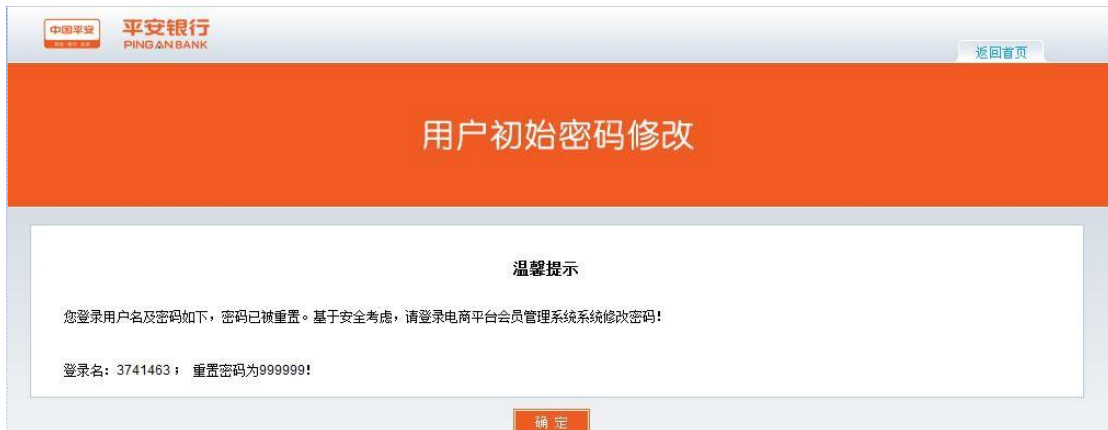 中国平安
平安银行
PING AN BANK
返回首页
用户初始密码修改
温馨提示
您登录用户名及密码如下，密码已被重置。基于安全考虑，请登录电商平台会员管理系统系统修改密码！
登录名：3741463； 重置密码为999999！
确 定